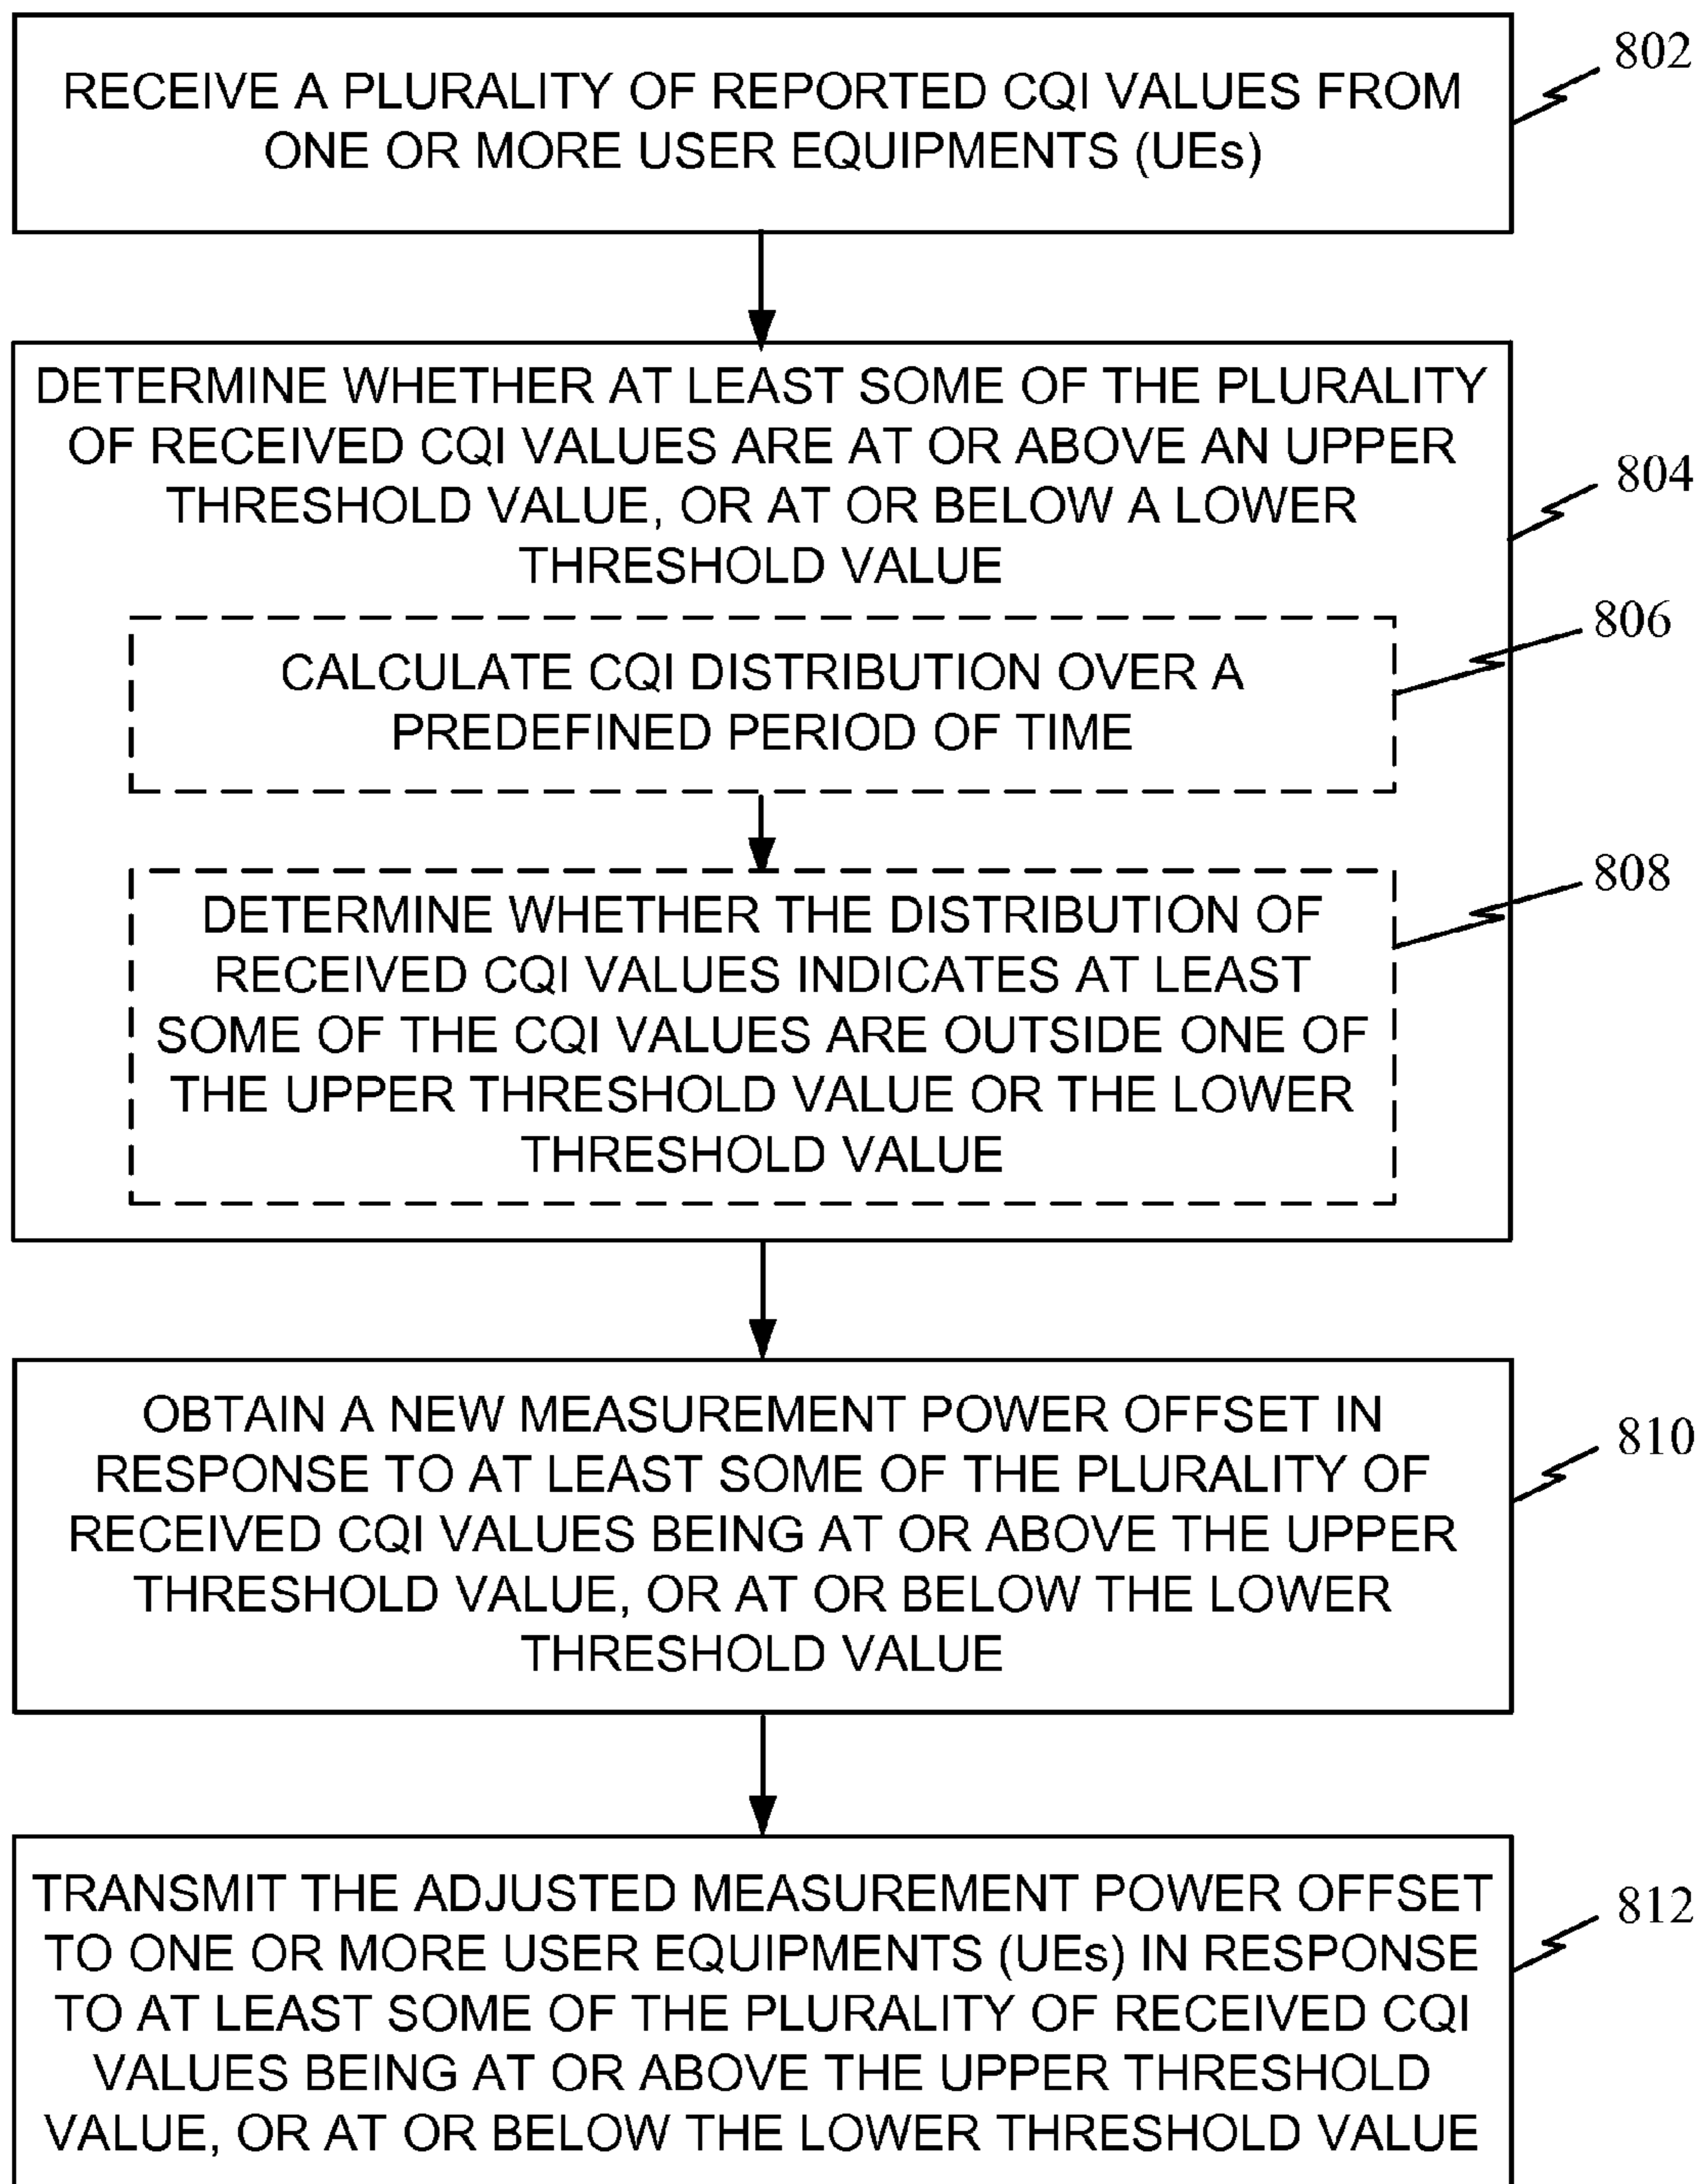 RECEIVE A PLURALITY OF REPORTED CQI VALUES FROM
ONE OR MORE USER EQUIPMENTS (UEs)
802
DETERMINE WHETHER AT LEAST SOME OF THE PLURALITY
OF RECEIVED CQI VALUES ARE AT OR ABOVE AN UPPER
THRESHOLD VALUE, OR AT OR BELOW A LOWER
THRESHOLD VALUE
804
CALCULATE CQI DISTRIBUTION OVER A
PREDEFINED PERIOD OF TIME
806
DETERMINE WHETHER THE DISTRIBUTION OF
RECEIVED CQI VALUES INDICATES AT LEAST
SOME OF THE CQI VALUES ARE OUTSIDE ONE OF
THE UPPER THRESHOLD VALUE OR THE LOWER
THRESHOLD VALUE
808
OBTAIN A NEW MEASUREMENT POWER OFFSET IN
RESPONSE TO AT LEAST SOME OF THE PLURALITY OF
RECEIVED CQI VALUES BEING AT OR ABOVE THE UPPER
THRESHOLD VALUE, OR AT OR BELOW THE LOWER
THRESHOLD VALUE
810
TRANSMIT THE ADJUSTED MEASUREMENT POWER OFFSET
TO ONE OR MORE USER EQUIPMENTS (UEs) IN RESPONSE
TO AT LEAST SOME OF THE PLURALITY OF RECEIVED CQI
VALUES BEING AT OR ABOVE THE UPPER THRESHOLD
VALUE, OR AT OR BELOW THE LOWER THRESHOLD VALUE
812